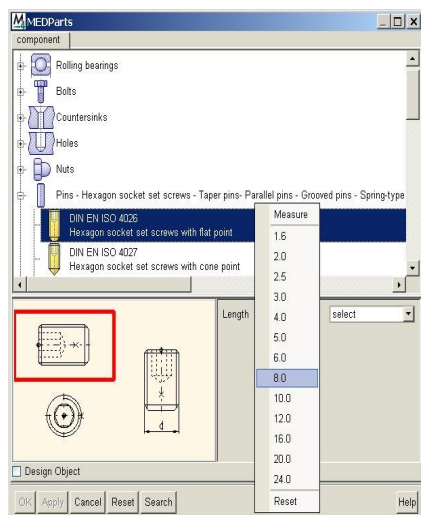 MEDParts
component
Rolling bearings
Bolts
Countersinks
Holes
Nuts
Pins - Hexagon socket set screws - Taper pins- Parallel pins - Grooved pins - Spring-type
DIN EN ISO 4026
Hexagon socket set screws with flat point
DIN EN ISO 4027
Hexagon socket set screws with cone point
Measure
1.6
2.0
2.5
3.0
4.0
5.0
6.0
8.0
10.0
12.0
16.0
20.0
24.0
Reset
Length
select
d
Design Object
OK Apply Cancel Reset Search Help